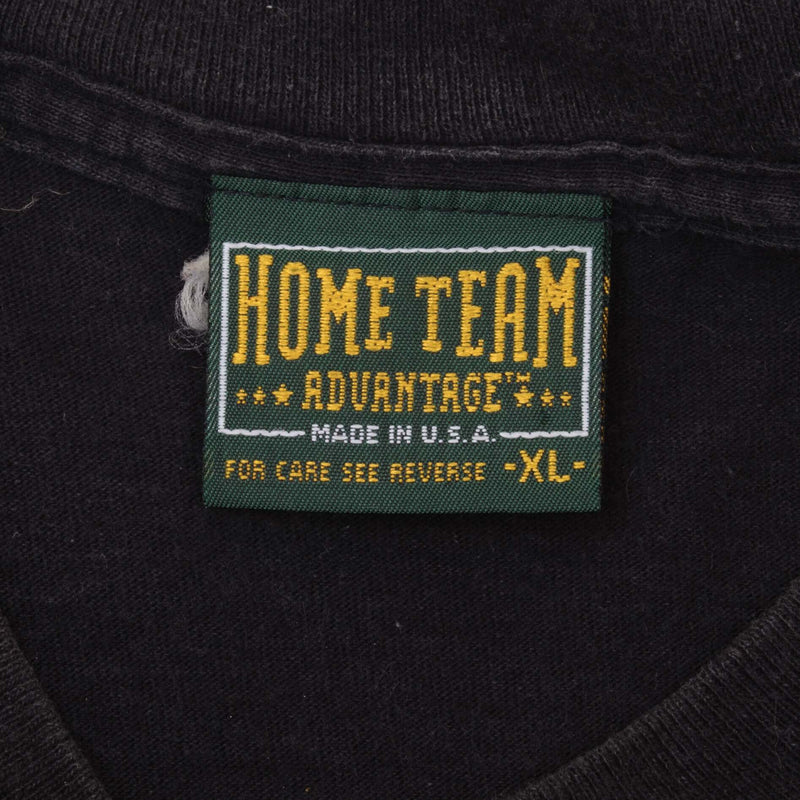 HOME TEAM
ADVANTAGE™
MADE IN U.S.A.
FOR CARE SEE REVERSE -XL-